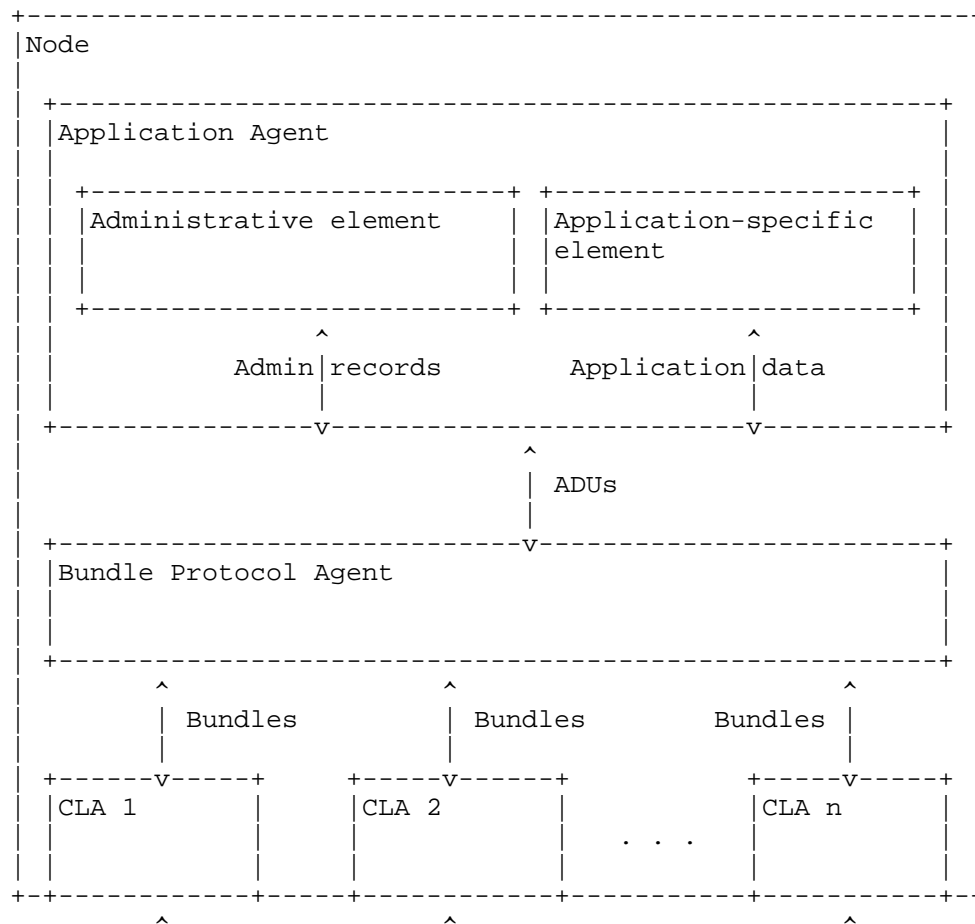 Node
Application Agent
Administrative element Application-specific
element
Admin records Application data
ADUs
Bundle Protocol Agent
Bundles Bundles Bundles
CLA 1 CLA 2 CLA n
. . .